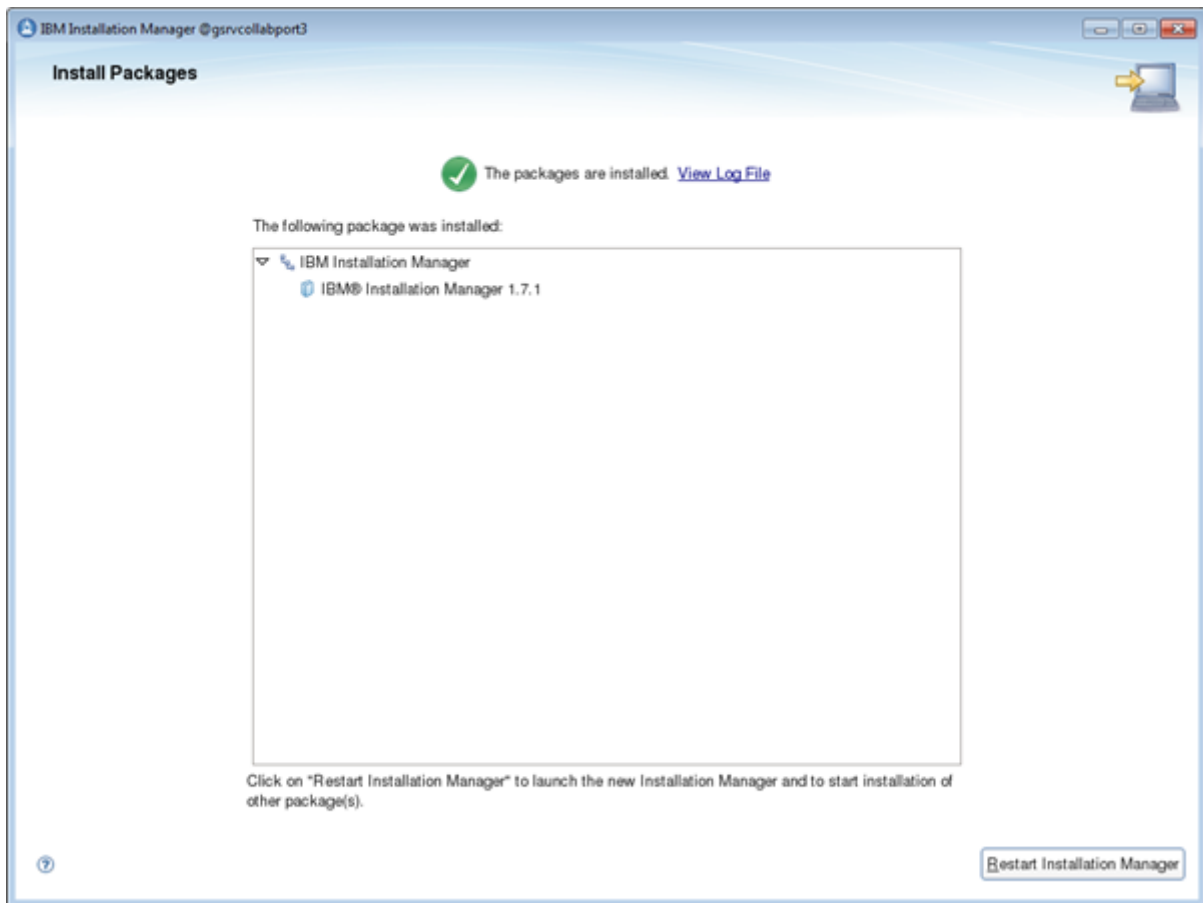 IBM Installation Manager @gsrvcollabport3
Install Packages
The packages are installed. View Log File
The following package was installed:
IBM Installation Manager
IBM® Installation Manager 1.7.1
Click on "Restart Installation Manager" to launch the new Installation Manager and to start installation of
other package(s).
?
Restart Installation Manager